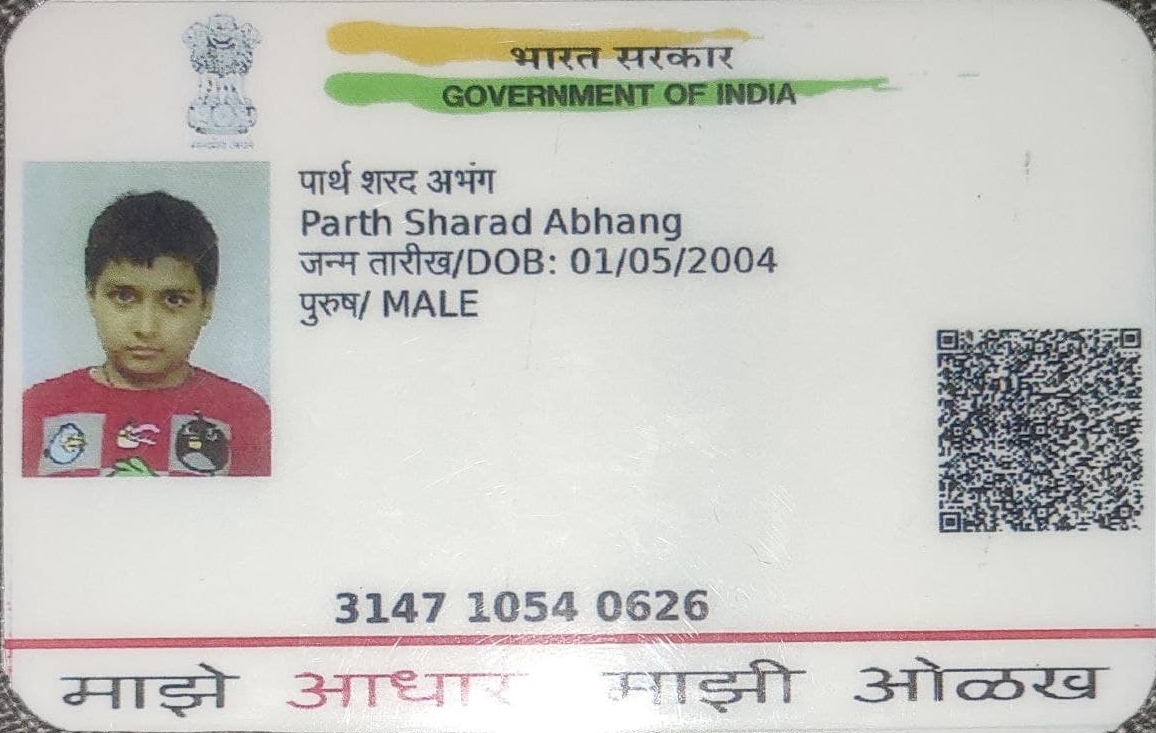 भारत सरकार
GOVERNMENT OF INDIA
पार्थ शरद अभंग
Parth Sharad Abhang
जन्म तारीख/DOB: 01/05/2004
पुरुष/ MALE
3147 1054 0626
माझे आधार माझी ओळख